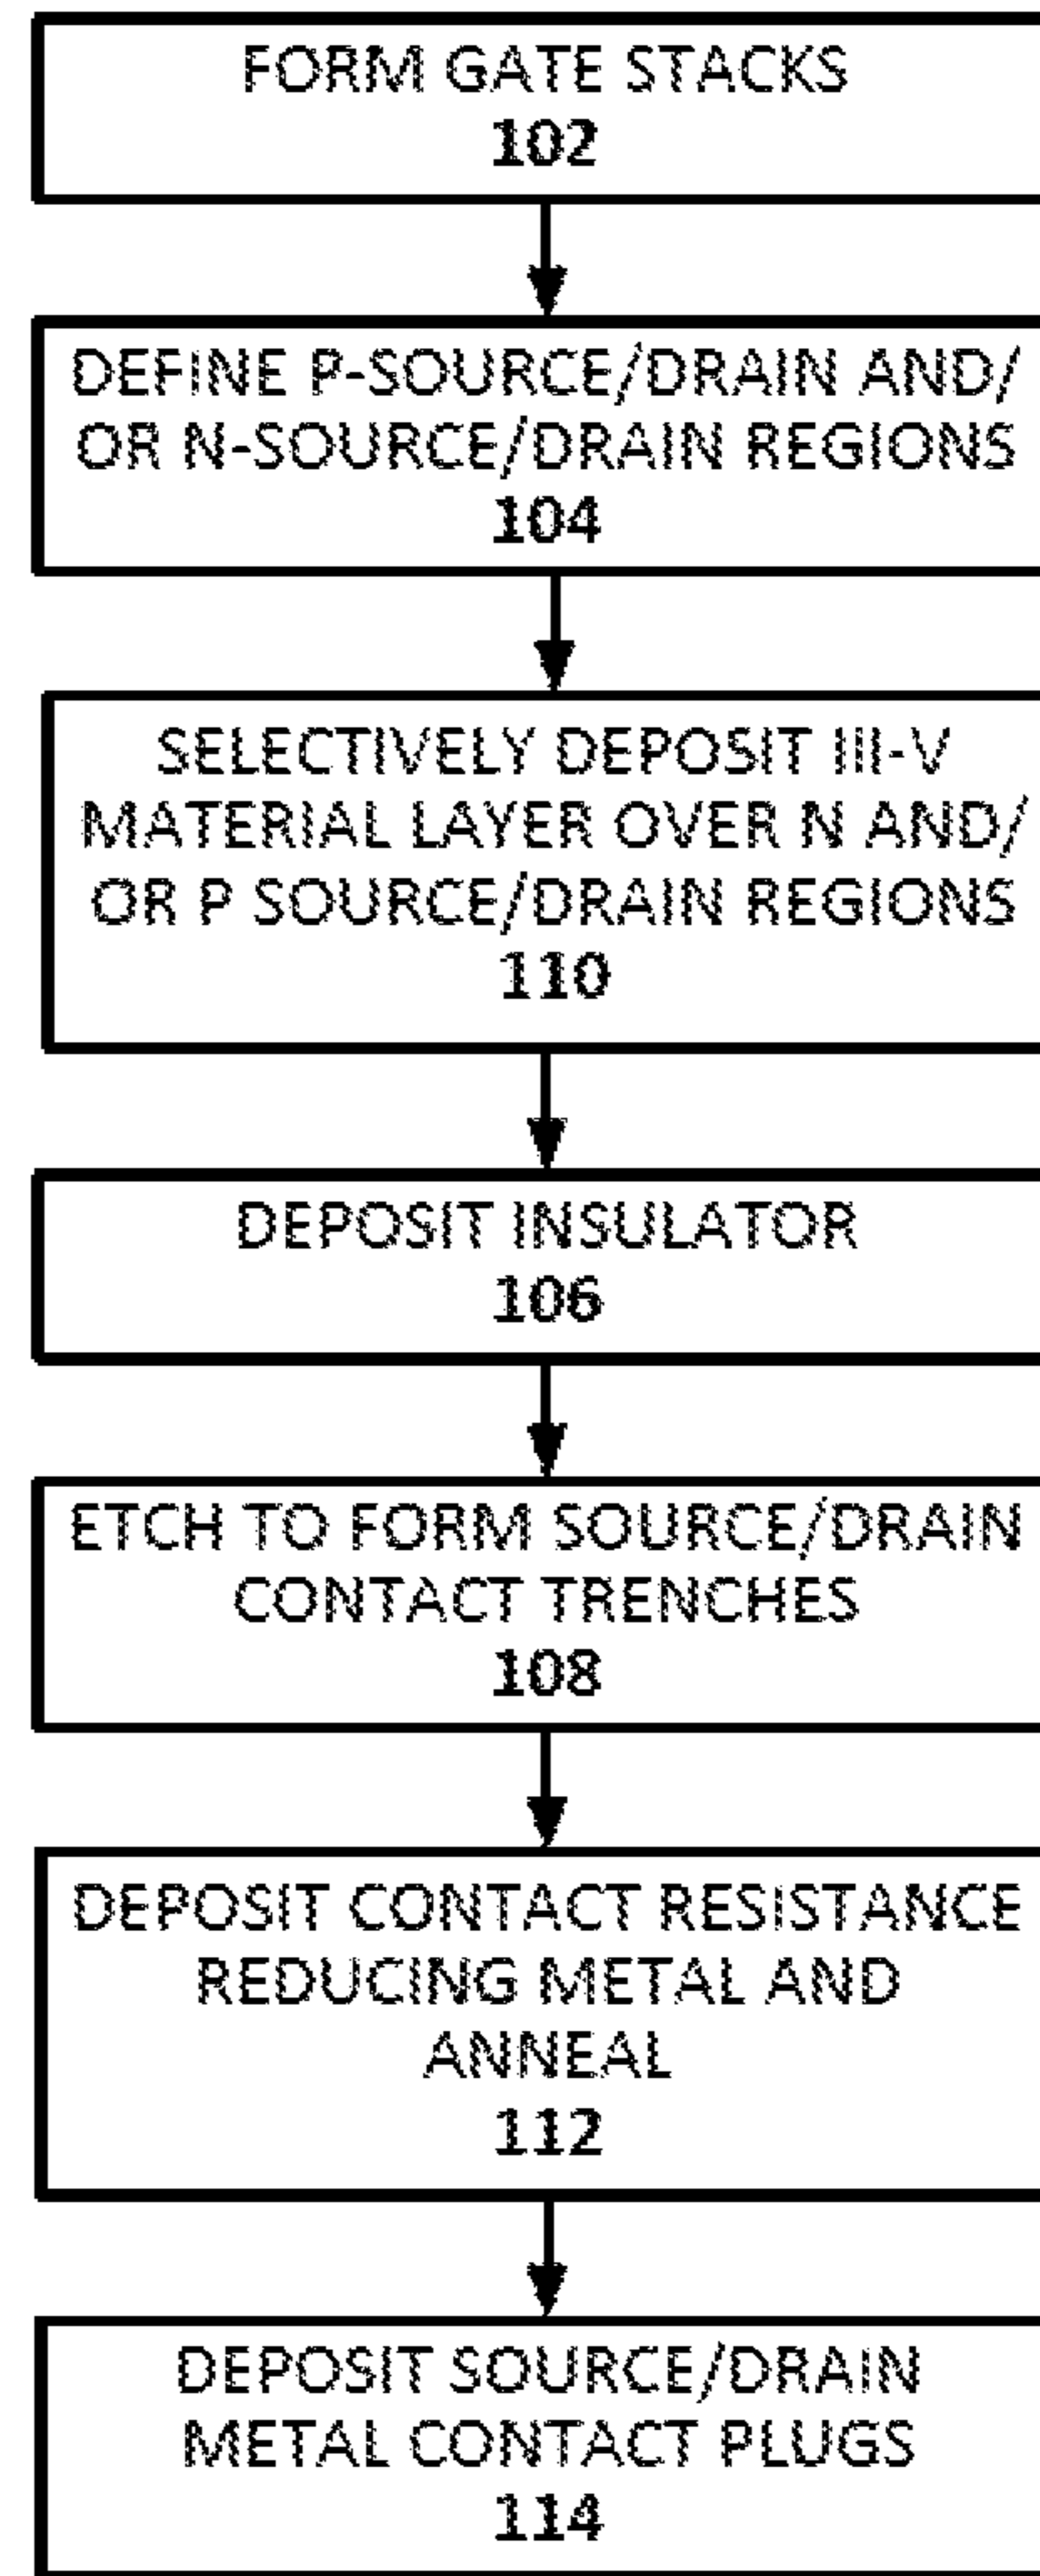 FORM GATE STACKS
102
DEFINE P-SOURCE/DRAIN AND/
OR N-SOURCE/DRAIN REGIONS
104
SELECTIVELY DEPOSIT III-V
MATERIAL LAYER OVER N AND/
OR P SOURCE/DRAIN REGIONS
110
DEPOSIT INSULATOR
106
ETCH TO FORM SOURCE/DRAIN
CONTACT TRENCHES
108
DEPOSIT CONTACT RESISTANCE
REDUCING METAL AND
ANNEAL
112
DEPOSIT SOURCE/DRAIN
METAL CONTACT PLUGS
114